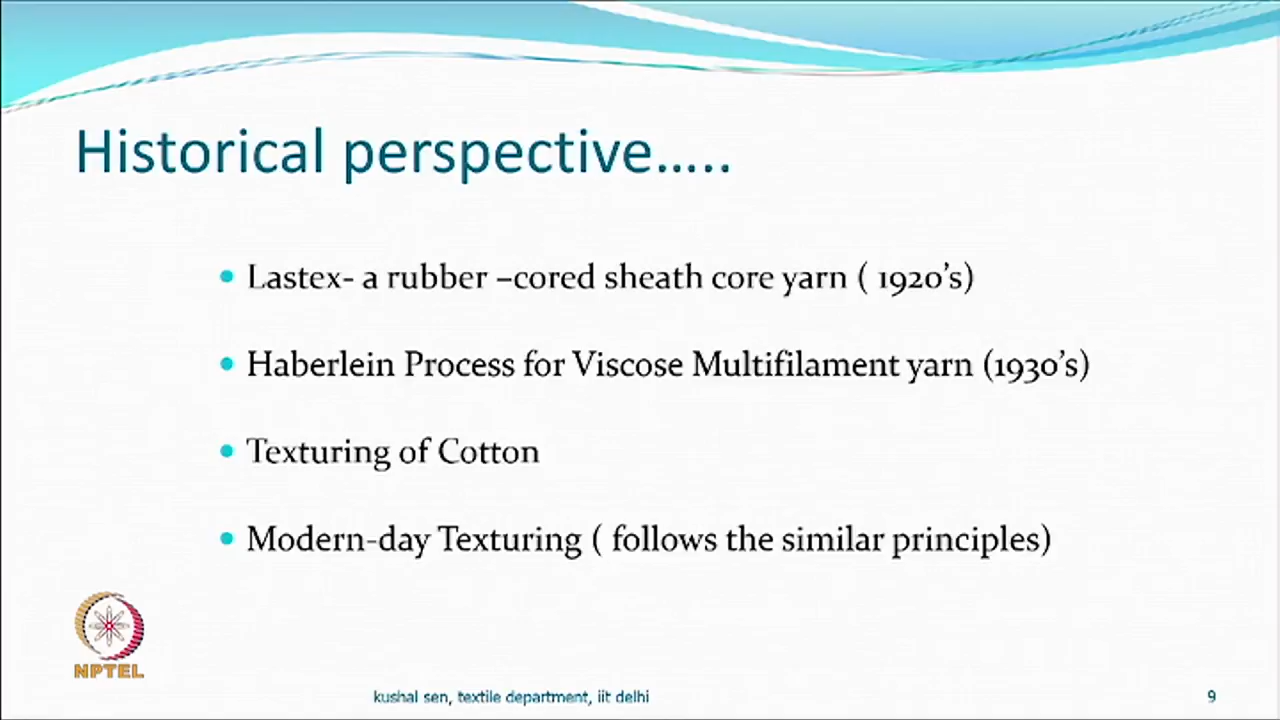 Historical perspective…..
Lastex- a rubber –cored sheath core yarn ( 1920’s)
Haberlein Process for Viscose Multifilament yarn (1930’s)
Texturing of Cotton
Modern-day Texturing ( follows the similar principles)
NPTEL
kushal sen, textile department, iit delhi
9